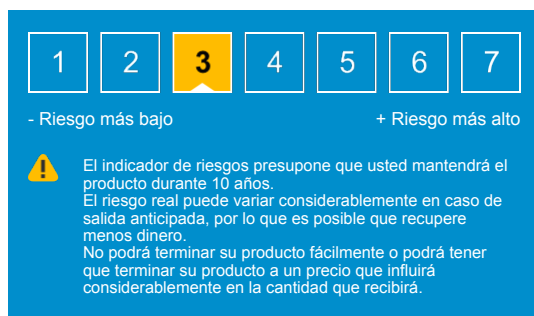 1 2 3 4 5 6 7
- Riesgo más bajo + Riesgo más alto
El indicador de riesgos presupone que usted mantendrá el
producto durante 10 años.
El riesgo real puede variar considerablemente en caso de
salida anticipada, por lo que es posible que recupere
menos dinero.
No podrá terminar su producto fácilmente o podrá tener
que terminar su producto a un precio que influirá
considerablemente en la cantidad que recibirá.